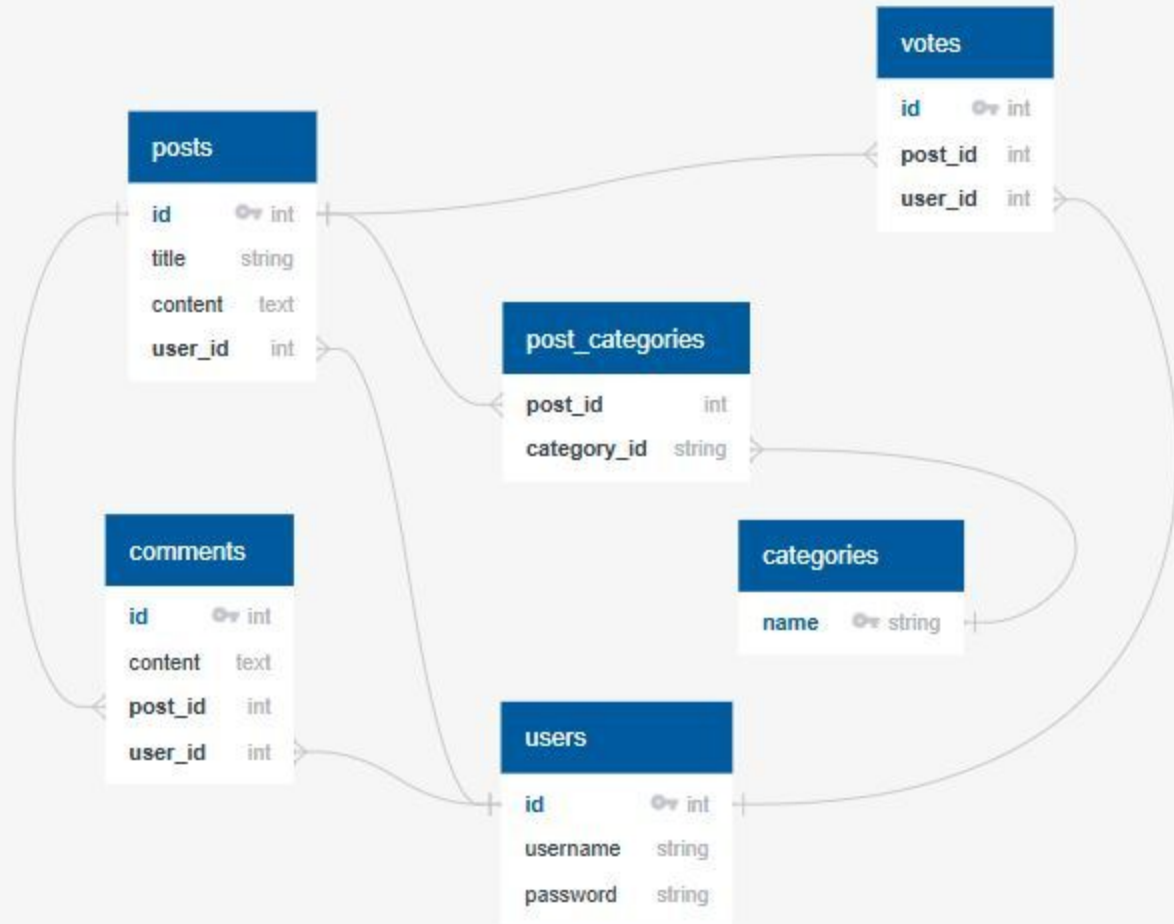 votes
id int
post_id int
user_id int
posts
id int
title string
content text
user_id int
post_categories
post_id int
category_id string
comments
id int
content text
post_id int
user_id int
categories
name string
users
id int
username string
password string